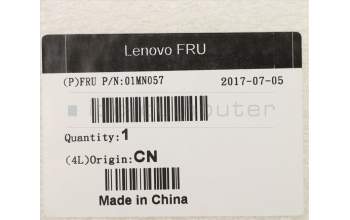 Lenovo FRU
(P)FRU P/N:01MN057
2017-07-05
Quantity:1
(4L)Origin:CN
Made in China